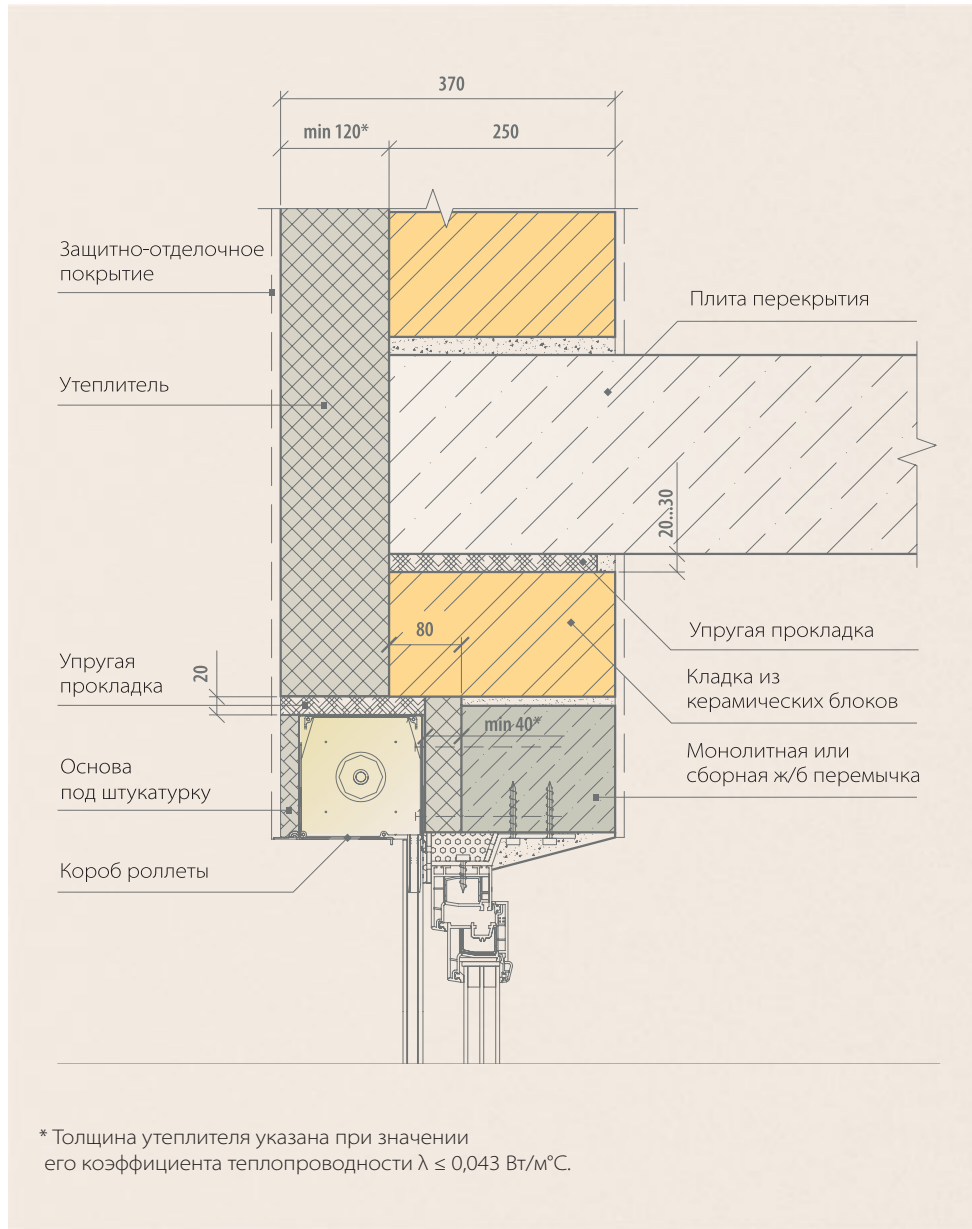 370
min 120*
250
Защитно-отделочное
покрытие
Плита перекрытия
Утеплитель
20...30
80
Упругая прокладка
Упругая
прокладка
20
Кладка из
керамических блоков
min 40*
Монолитная или
сборная ж/б перемычка
Основа
под штукатурку
Короб роллеты
* Толщина утеплителя указана при значении
его коэффициента теплопроводности λ ≤ 0,043 Вт/м°С.